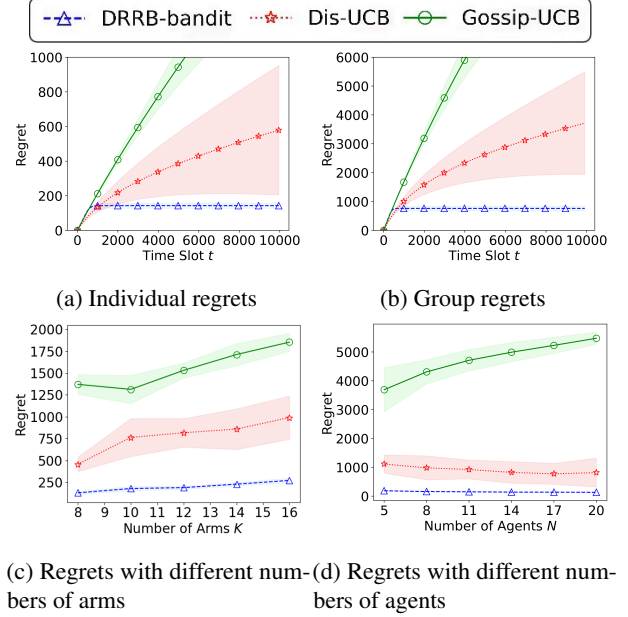 DRRB-bandit Dis-UCB Gossip-UCB
1000
800
600
400
200
0
Regret
0 2000 4000 6000 8000 10000
Time Slot t
(a) Individual regrets
6000
5000
4000
3000
2000
1000
0
Regret
0 2000 4000 6000 8000 10000
Time Slot t
(b) Group regrets
2000
1750
1500
1250
1000
750
500
250
Regret
8 9 10 11 12 13 14 15 16
Number of Arms K
(c) Regrets with different num-
bers of arms
5000
4000
3000
2000
1000
0
Regret
5 8 11 14 17 20
Number of Agents N
(d) Regrets with different num-
bers of agents